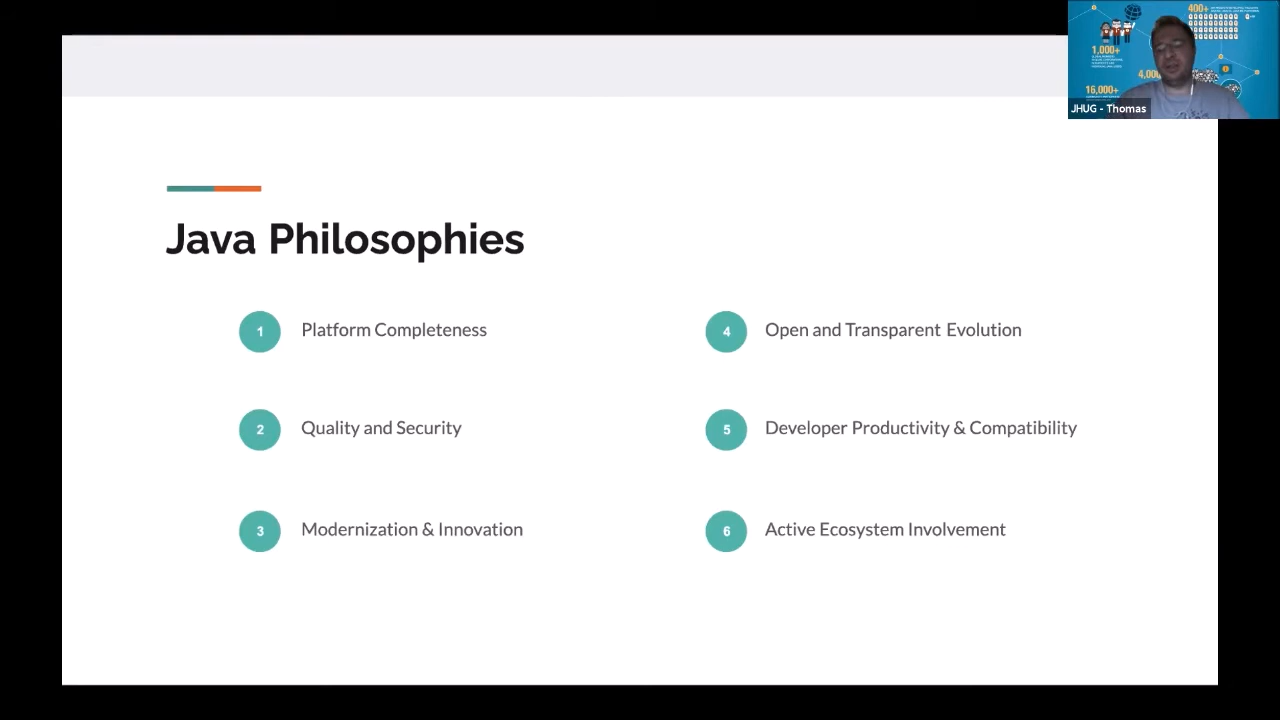 400+
1,000+
4,000
16,000+
JHUG - Thomas
Java Philosophies
1 Platform Completeness
2 Quality and Security
3 Modernization & Innovation
4 Open and Transparent Evolution
5 Developer Productivity & Compatibility
6 Active Ecosystem Involvement